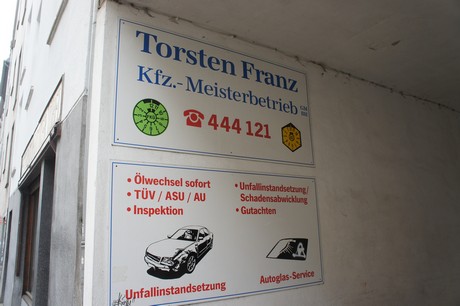 Torsten Franz
Kfz.-Meisterbetrieb
☎ 444 121
• Ölwechsel sofort
• TÜV / ASU / AU
• Inspektion
• Unfallinstandsetzung/
Schadensabwicklung
• Gutachten
Unfallinstandsetzung
Autoglas-Service